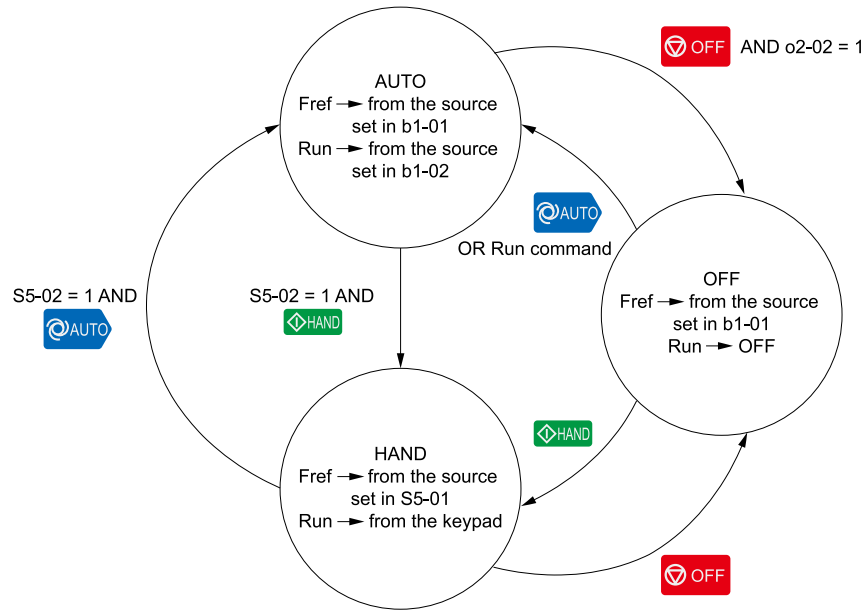 OFF AND o2-02 = 1
AUTO
Fref → from the source
set in b1-01
Run → from the source
set in b1-02
AUTO
OR Run command
OFF
Fref → from the source
set in b1-01
Run → OFF
S5-02 = 1 AND
AUTO
S5-02 = 1 AND
HAND
HAND
HAND
Fref → from the source
set in S5-01
Run → from the keypad
OFF